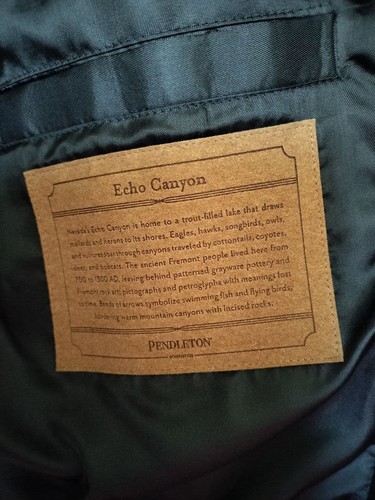 Echo Canyon
Nevada's Echo Canyon is home to a trout-filled lake that draws
mallards and herons to its shores. Eagles, hawks, songbirds, owls,
and vultures soar through canyons traveled by cottontails, coyotes,
and bobcats. The ancient Fremont people lived here from
700 to 1300 AD, leaving behind patterned grayware pottery and
Fremont rock art: pictographs and petroglyphs with meanings lost
to time. Bands of arrows symbolize swimming fish and flying birds,
bordering warm mountain canyons with incised rocks.
PENDLETON